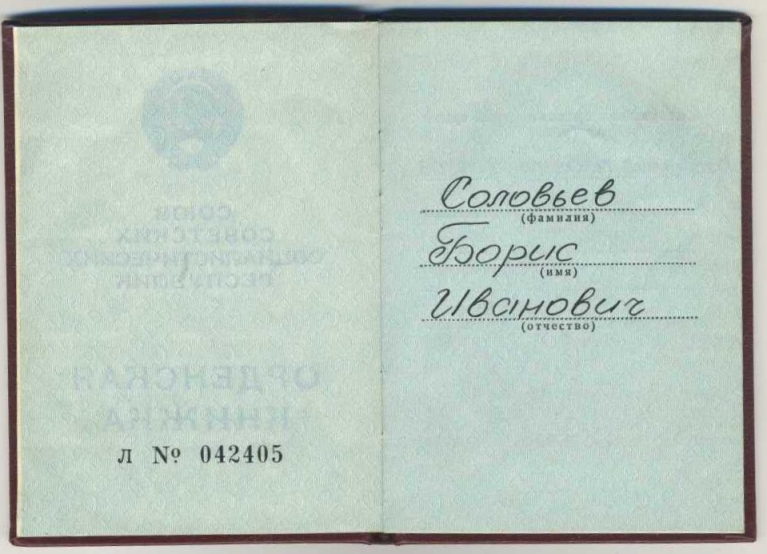 СОЮЗ
СОВЕТСКИХ
СОЦИАЛИСТИЧЕСКИХ
РЕСПУБЛИК
ОРДЕНСКАЯ
КНИЖКА
Л № 042405
Соловьев
(фамилия)
Борис
(имя)
Иванович
(отчество)